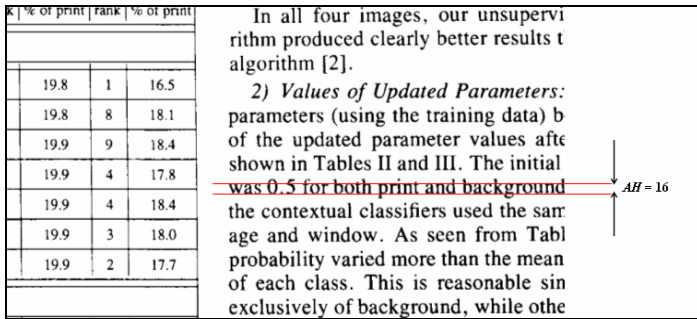 % of print rank % of print
19.8 1 16.5
19.8 8 18.1
19.9 9 18.4
19.9 4 17.8
19.9 4 18.4
19.9 3 18.0
19.9 2 17.7
In all four images, our unsupervi
rithm produced clearly better results t
algorithm [2].
2) Values of Updated Parameters:
parameters (using the training data) b
of the updated parameter values afte
shown in Tables II and III. The initial
was 0.5 for both print and background
the contextual classifiers used the sam
age and window. As seen from Tabl
probability varied more than the mean
of each class. This is reasonable sin
exclusively of background, while othe
AH = 16